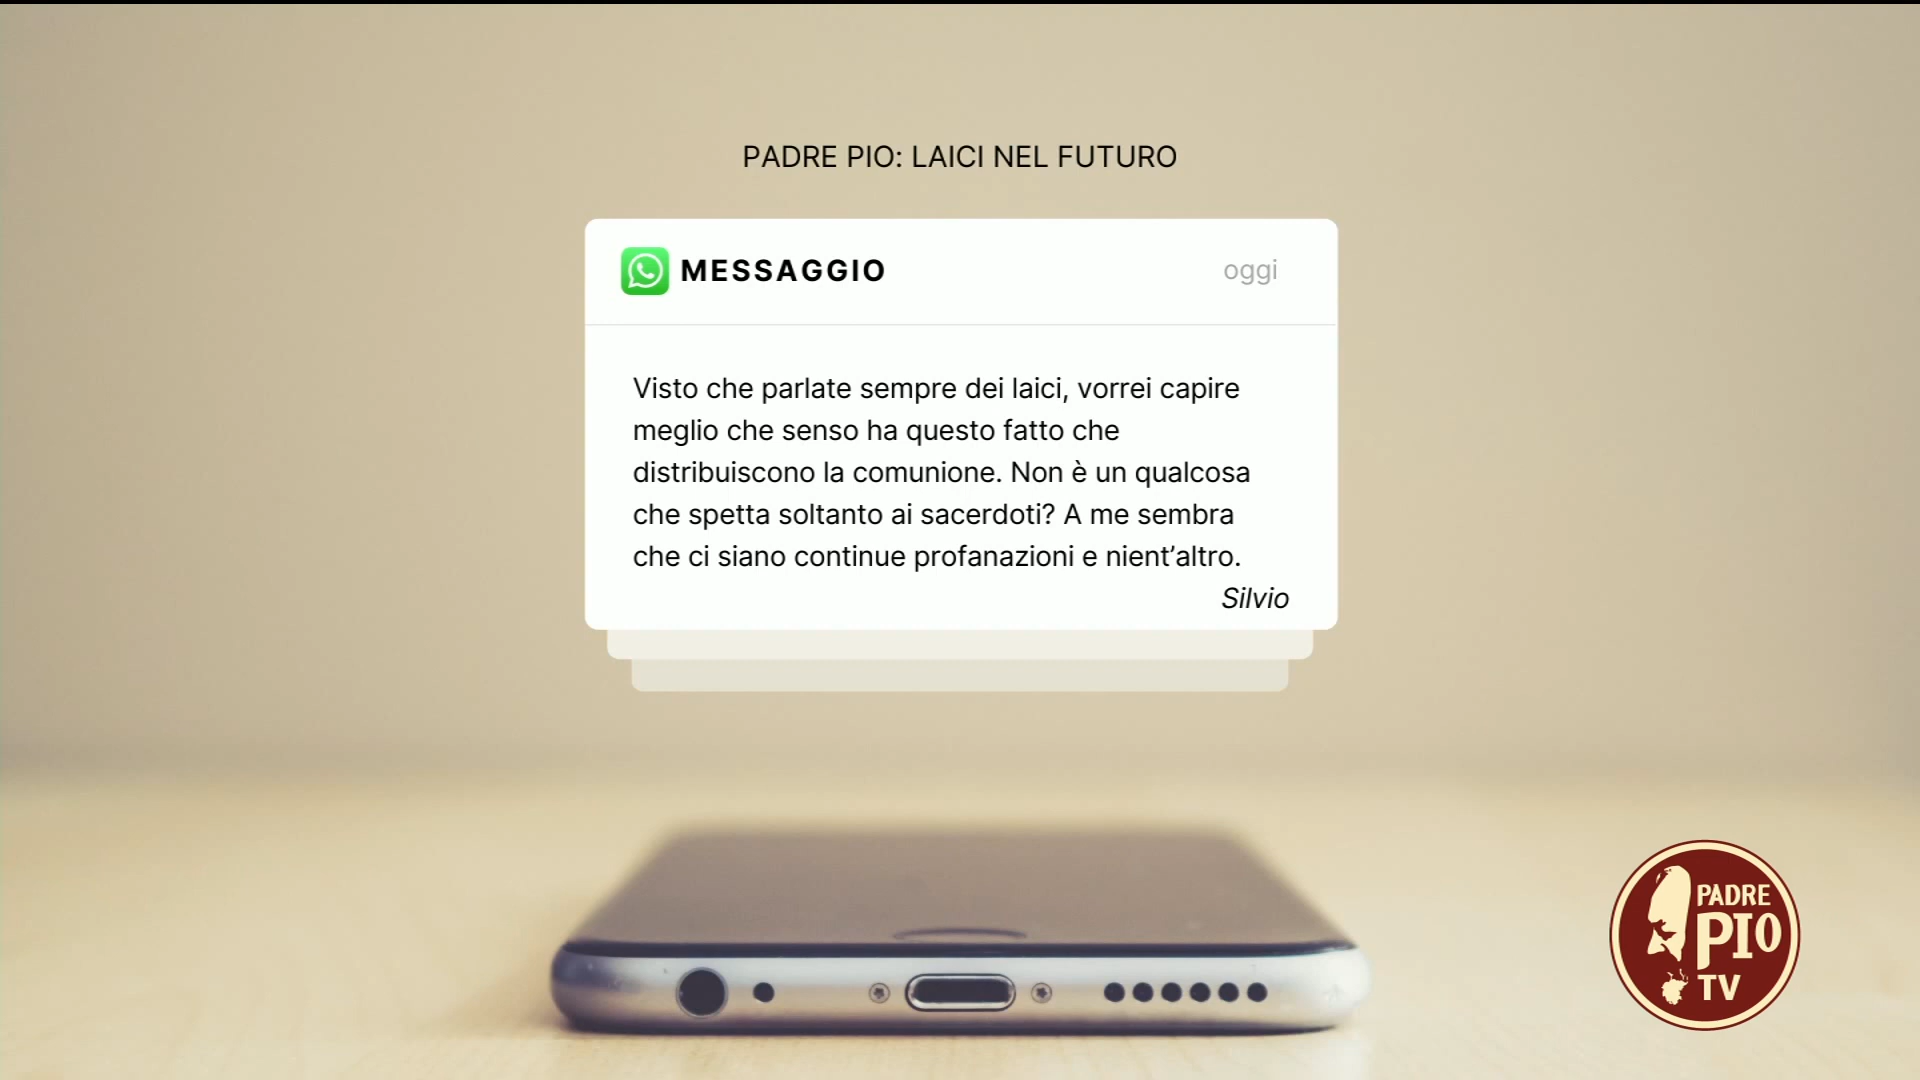 PADRE PIO: LAICI NEL FUTURO
MESSAGGIO
oggi
Visto che parlate sempre dei laici, vorrei capire
meglio che senso ha questo fatto che
distribuiscono la comunione. Non è un qualcosa
che spetta soltanto ai sacerdoti? A me sembra
che ci siano continue profanazioni e nient’altro.
Silvio
PADRE
PIO
TV